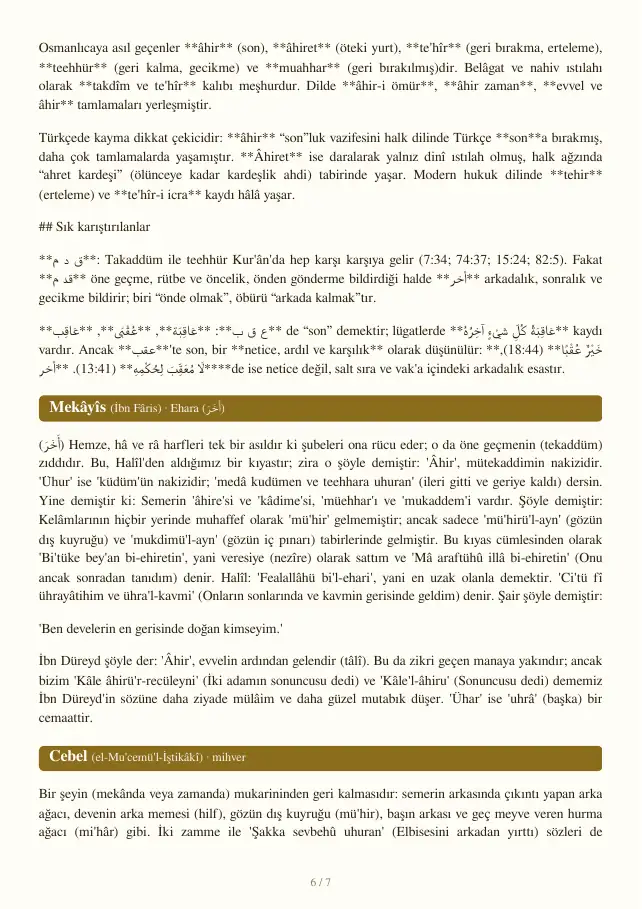 Osmanlıcaya asıl geçenler **âhir** (son), **âhiret** (öteki yurt), **te'hîr** (geri bırakma, erteleme),
**teehhür** (geri kalma, gecikme) ve **muahhar** (geri bırakılmış)dir. Belâgat ve nahiv ıstılahı
olarak **takdîm ve te'hîr** kalıbı meşhurdur. Dilde **âhir-i ömür**, **âhir zaman**, **evvel ve
âhir** tamlamaları yerleşmiştir.
Türkçede kayma dikkat çekicidir: **âhir** “son”luk vazifesini halk dilinde Türkçe **son**a bırakmış,
daha çok tamlamalarda yaşamıştır. **Âhiret** ise daralarak yalnız dinî ıstılah olmuş, halk ağzında
“ahret kardeşi” (ölünceye kadar kardeşlik ahdi) tabirinde yaşar. Modern hukuk dilinde **tehir**
(erteleme) ve **te'hîr-i icra** kaydı hâlâ yaşar.
## Sık karıştırılanlar
**ق د م**: Takaddüm ile teehhür Kur'ân'da hep karşı karşıya gelir (7:34; 74:37; 15:24; 82:5). Fakat
**قد م** öne geçme, rütbe ve öncelik, önden gönderme bildirdiği halde **أخر** arkadalık, sonralık ve
gecikme bildirir; biri “önde olmak”, öbürü “arkada kalmak”tır.
**ع ق ب**: **عَاقِبَة**, **عُقْبَى**, **عَاقِب** de “son” demektir; lügatlerde **عَاقِبَةُ كُلِّ شَيْءٍ آخِرُهُ** kaydı
vardır. Ancak **عقب**'te son, bir **netice, ardıl ve karşılık** olarak düşünülür: **خَيْرٌ عُقْبًا** (18:44),
**لَا مُعَقِّبَ لِحُكْمِهِ** (13:41). **أخر**de ise netice değil, salt sıra ve vak'a içindeki arkadalık esastır.
Mekâyîs (İbn Fâris) · Ehara (أَخَرَ)
(أَخَرَ) Hemze, hâ ve râ harfleri tek bir asıldır ki şubeleri ona rücu eder; o da öne geçmenin (tekaddüm)
zıddıdır. Bu, Halîl'den aldığımız bir kıyastır; zira o şöyle demiştir: 'Âhir', mütekaddimin nakizidir.
'Ühur' ise 'küdüm'ün nakizidir; 'medâ kudümen ve teehhara uhuran' (ileri gitti ve geriye kaldı) dersin.
Yine demiştir ki: Semerin 'âhire'si ve 'kâdime'si, 'müehhar'ı ve 'mukaddem'i vardır. Şöyle demiştir:
Kelâmlarının hiçbir yerinde muhaffef olarak 'mü'hir' gelmemiştir; ancak sadece 'mü'hirü'l-ayn' (gözün
dış kuyruğu) ve 'mukdimü'l-ayn' (gözün iç pınarı) tabirlerinde gelmiştir. Bu kıyas cümlesinden olarak
'Bi'tüke bey'an bi-ehiretin', yani veresiye (nezîre) olarak sattım ve 'Mâ araftühû illâ bi-ehiretin' (Onu
ancak sonradan tanıdım) denir. Halîl: 'Fealallâhü bi'l-ehari', yani en uzak olanla demektir. 'Ci'tü fî
ührayâtihim ve ühra'l-kavmi' (Onların sonlarında ve kavmin gerisinde geldim) denir. Şair şöyle demiştir:
'Ben develerin en gerisinde doğan kimseyim.'
İbn Düreyd şöyle der: 'Âhir', evvelin ardından gelendir (tâlî). Bu da zikri geçen manaya yakındır; ancak
bizim 'Kâle âhirü'r-recüleyni' (İki adamın sonuncusu dedi) ve 'Kâle'l-âhiru' (Sonuncusu dedi) dememiz
İbn Düreyd'in sözüne daha ziyade mülâim ve daha güzel mutabık düşer. 'Ühar' ise 'uhrâ' (başka) bir
cemaattir.
Cebel (el-Mu'cemü'l-İştikâkî) · mihver
Bir şeyin (mekânda veya zamanda) mukarininden geri kalmasıdır: semerin arkasında çıkıntı yapan arka
ağacı, devenin arka memesi (hilf), gözün dış kuyruğu (mü'hir), başın arkası ve geç meyve veren hurma
ağacı (mi'hâr) gibi. İki zamme ile 'Şakka sevbehû uhuran' (Elbisesini arkadan yırttı) sözleri de
6 / 7